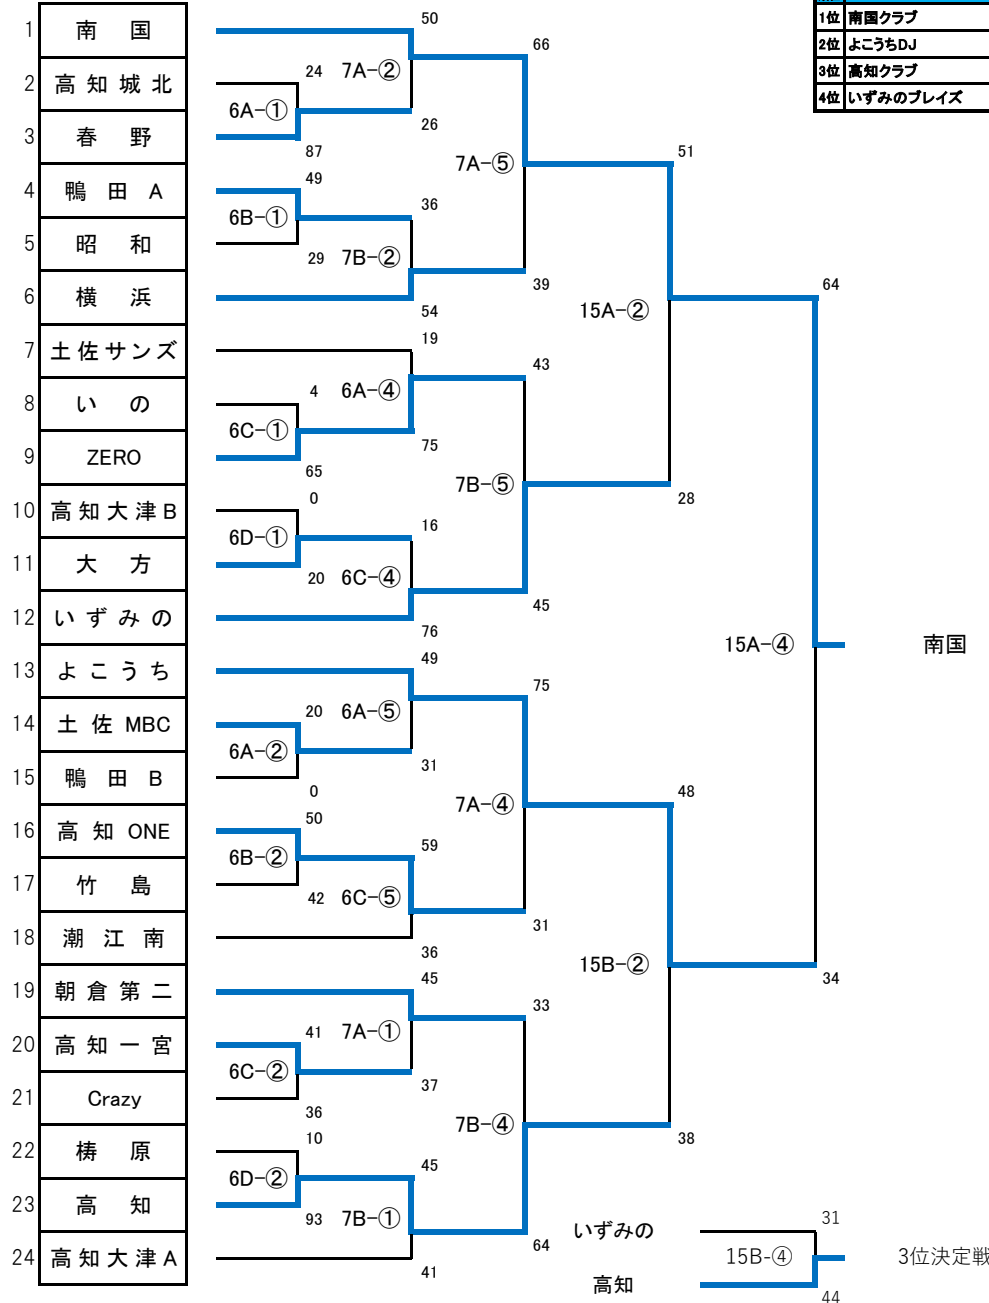 1位 南国クラブ
2位 よこうちDJ
3位 高知クラブ
4位 いずみのブレイズ
1 南 国
2 高 知 城 北
3 春 野
4 鴨 田 A
5 昭 和
6 横 浜
7 土佐サンズ
8 い の
9 ZERO
10 高知大津B
11 大 方
12 いずみの
13 よこうち
14 土 佐 MBC
15 鴨 田 B
16 高 知 ONE
17 竹 島
18 潮 江 南
19 朝倉第二
20 高知一宮
21 Crazy
22 梼 原
23 高 知
24 高知大津A
24 6A-① 87
49 6B-① 29
4 6C-① 65
0 6D-① 20
20 6A-② 0
50 6B-② 42
41 6C-② 36
10 6D-② 93
50 7A-② 26
36 7B-② 54
19 6A-④ 75
16 6C-④ 76
49 6A-⑤ 31
59 6C-⑤ 36
45 7A-① 37
45 7B-① 41
66 7A-⑤ 39
43 7B-⑤ 45
75 7A-④ 31
33 7B-④ 64
51 15A-② 28
48 15B-② 38
64 15A-④ 34
南国
いずみの 31
15B-④ 3位決定戦
高知 44